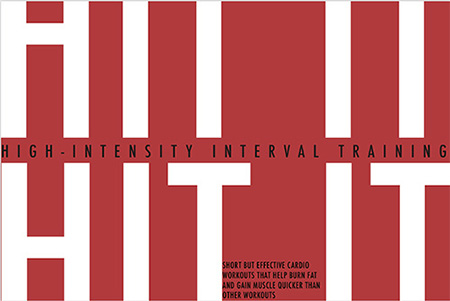 HIGH-INTENSITY INTERVAL TRAINING
HIT IT
SHORT BUT EFFECTIVE CARDIO
WORKOUTS THAT HELP BURN FAT
AND GAIN MUSCLE QUICKER THAN
OTHER WORKOUTS